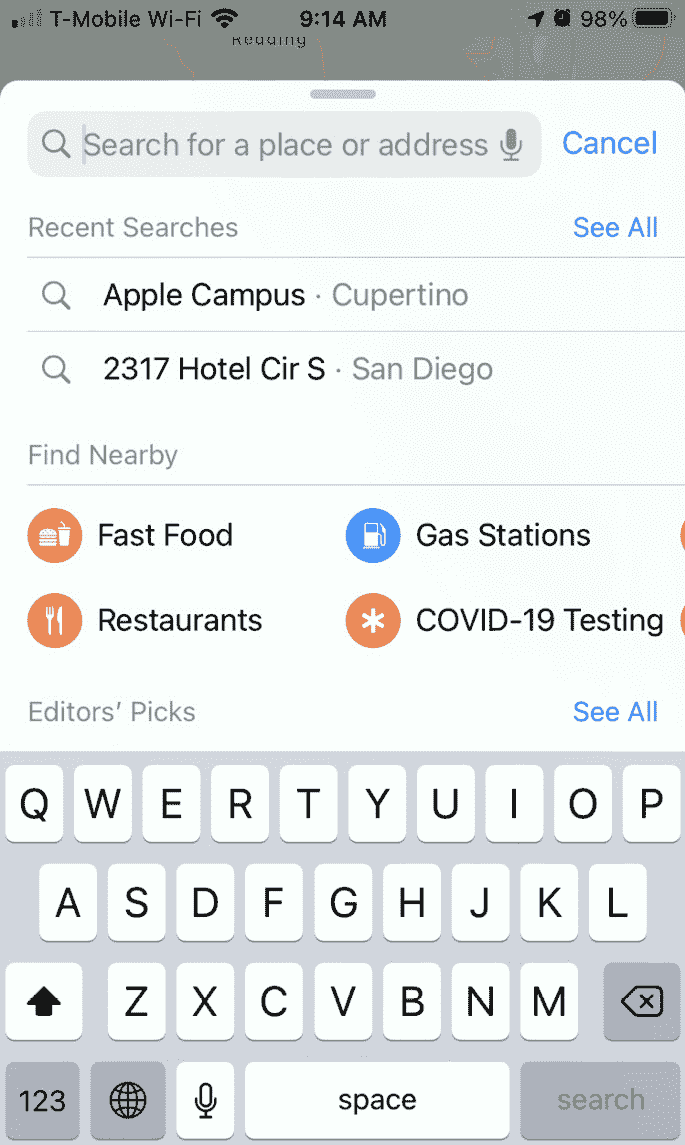 T-Mobile Wi-Fi 9:14 AM 98%
Reading
Search for a place or address Cancel
Recent Searches See All
Apple Campus · Cupertino
2317 Hotel Cir S · San Diego
Find Nearby
Fast Food Gas Stations
Restaurants COVID-19 Testing
Editors’ Picks See All
Q W E R T Y U I O P
A S D F G H J K L
Z X C V B N M
123 space search